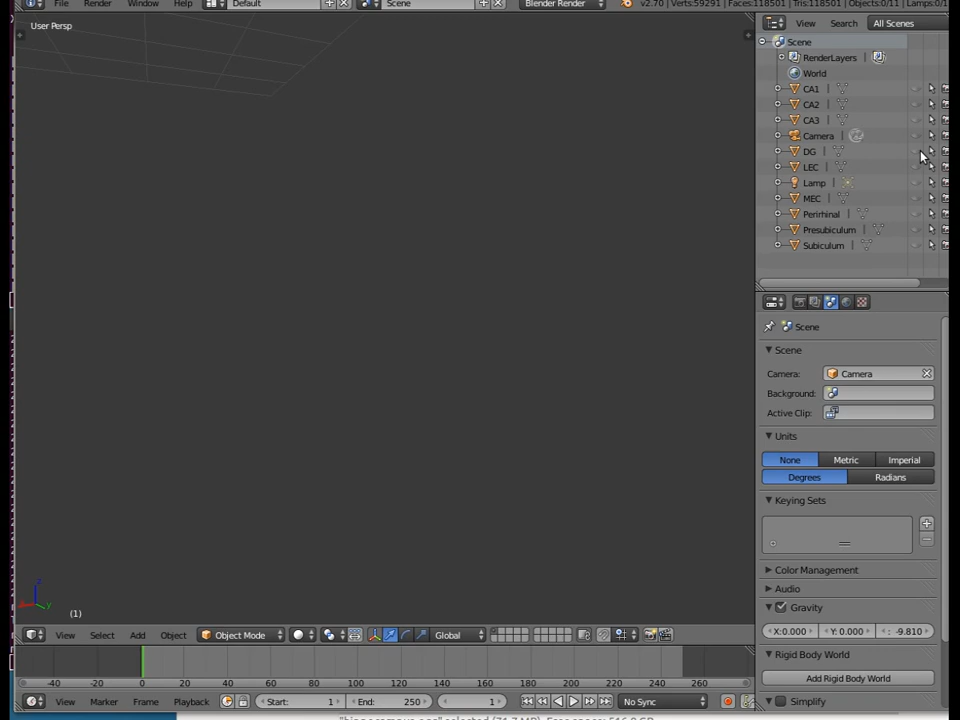 File Render Window Help Default Scene Blender Render v2.70 | Verts:59291 | Faces:118501 | Tris:118501 | Objects:0/11 | Lamps:0/1
User Persp
View Search All Scenes
Scene
RenderLayers
World
CA1
CA2
CA3
Camera
DG
LEC
Lamp
MEC
Perirhinal
Presubiculum
Subiculum
Scene
Scene
Camera: Camera
Background:
Active Clip:
Units
None Metric Imperial
Degrees Radians
Keying Sets
Color Management
Audio
Gravity
X:0.000 Y: 0.000 : -9.810
Rigid Body World
Add Rigid Body World
Simplify
(1)
View Select Add Object Object Mode Global
-40 -20 0 20 40 60 80 100 120 140 160 180 200 220 240 260
View Marker Frame Playback Start: 1 End: 250 1 No Sync